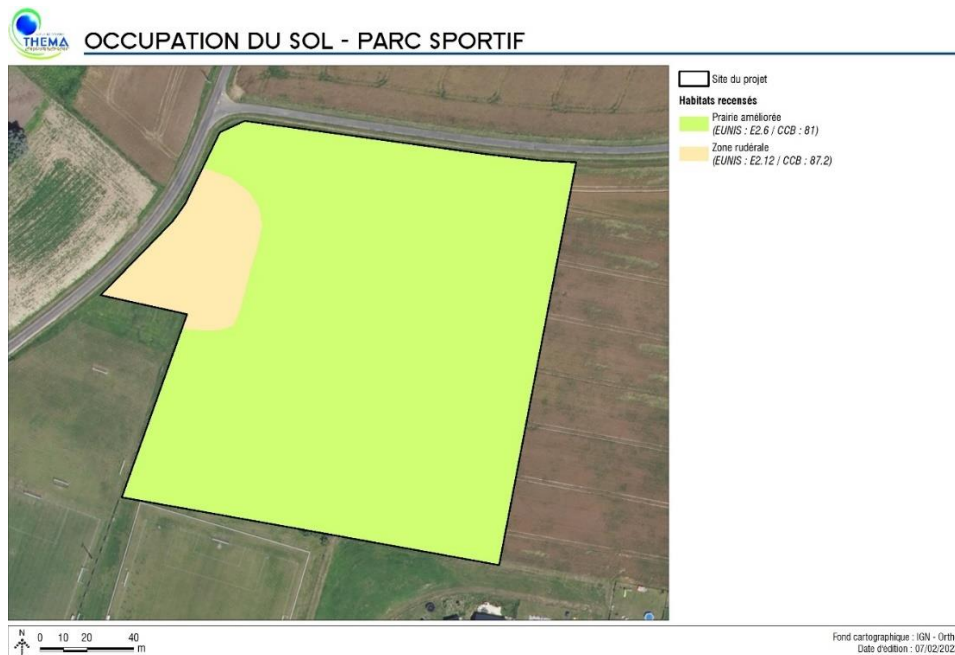 THEMA
OCCUPATION DU SOL - PARC SPORTIF
Site du projet
Habitats recensés
Prairie améliorée
(EUNIS : E2.6 / CCB : 81)
Zone rudérale
(EUNIS : E2.12 / CCB : 87.2)
N
0 10 20 40
m
Fond cartographique : IGN - Orth
Date d'édition : 07/02/202